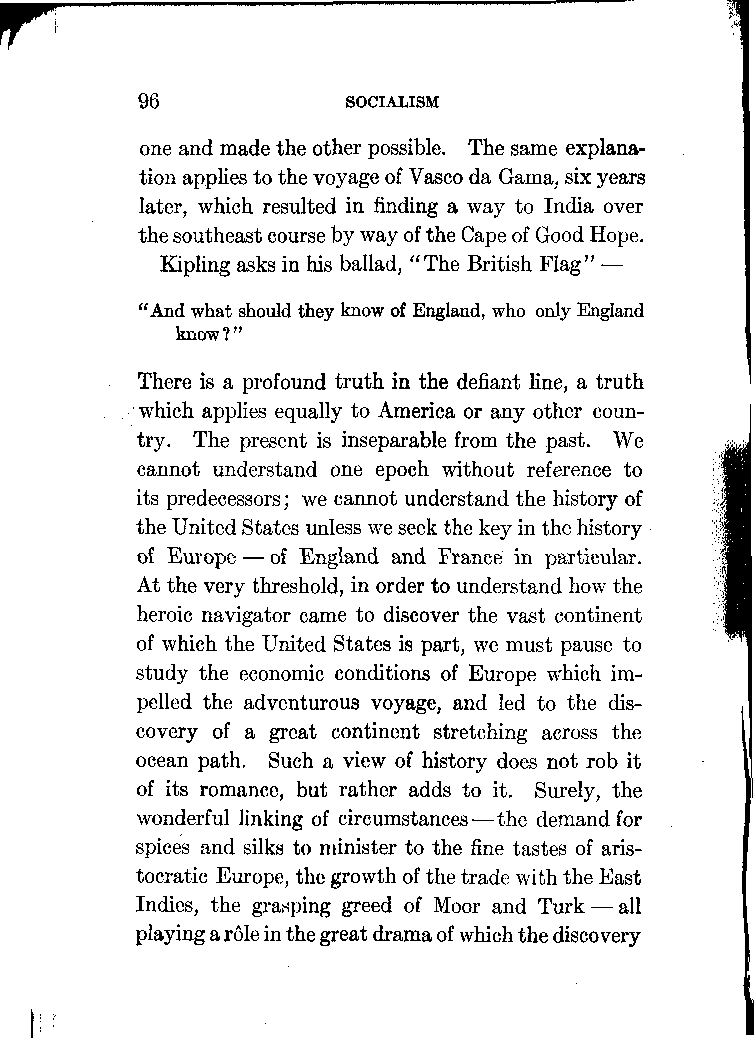 96 SOCIALISM
one and made the other possible. The same explana-
tion applies to the voyage of Vasco da Gama, six years
later, which resulted in finding a way to India over
the southeast course by way of the Cape of Good Hope.
Kipling asks in his ballad, "The British Flag" —
"And what should they know of England, who only England
know?"
There is a profound truth in the defiant line, a truth
which applies equally to America or any other coun-
try. The present is inseparable from the past. We
cannot understand one epoch without reference to
its predecessors; we cannot understand the history of
the United States unless we seek the key in the history
of Europe — of England and France in particular.
At the very threshold, in order to understand how the
heroic navigator came to discover the vast continent
of which the United States is part, we must pause to
study the economic conditions of Europe which im-
pelled the adventurous voyage, and led to the dis-
covery of a great continent stretching across the
ocean path. Such a view of history does not rob it
of its romance, but rather adds to it. Surely, the
wonderful linking of circumstances — the demand for
spices and silks to minister to the fine tastes of aris-
tocratic Europe, the growth of the trade with the East
Indies, the grasping greed of Moor and Turk — all
playing a rôle in the great drama of which the discovery